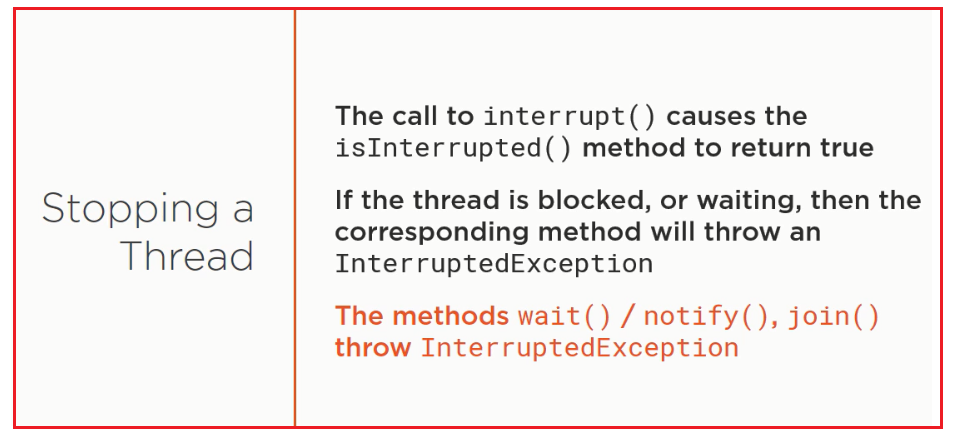 Stopping a
Thread
The call to interrupt() causes the
isInterrupted() method to return true
If the thread is blocked, or waiting, then the
corresponding method will throw an
InterruptedException
The methods wait() / notify(), join()
throw InterruptedException